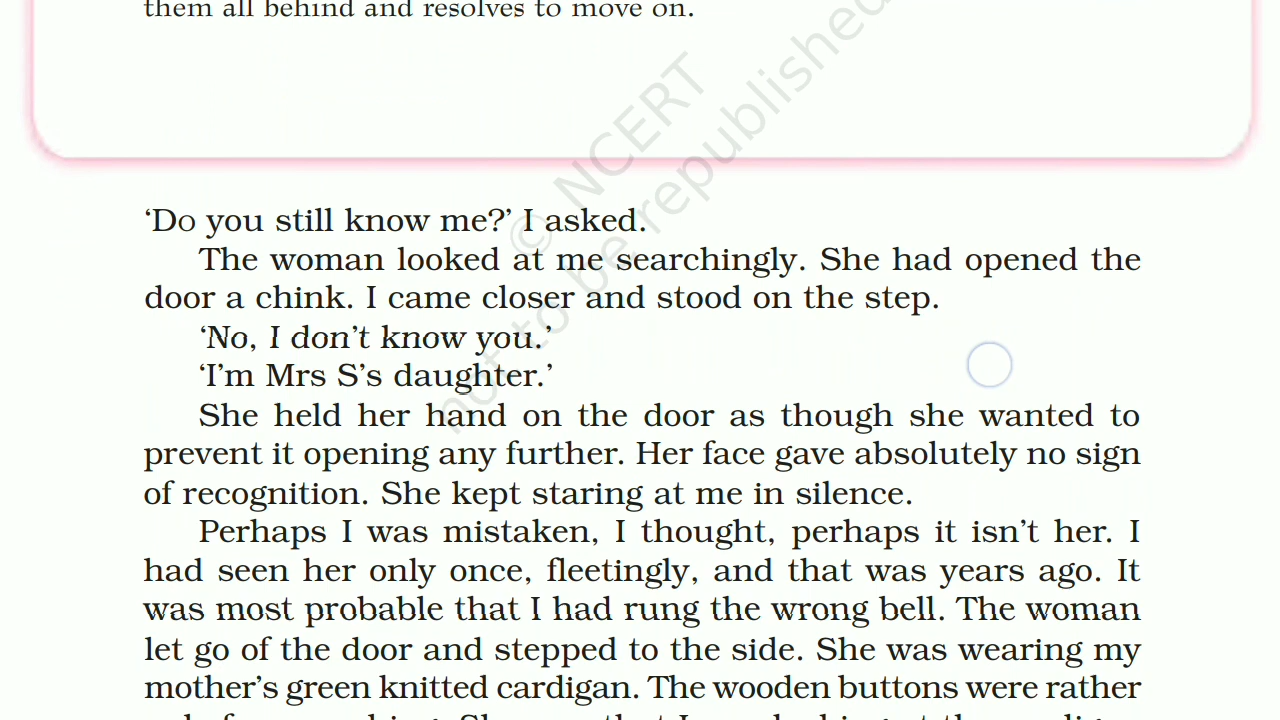 them all behind and resolves to move on.
© NCERT
not to be republished
‘Do you still know me?’ I asked.
The woman looked at me searchingly. She had opened the
door a chink. I came closer and stood on the step.
‘No, I don’t know you.’
‘I’m Mrs S’s daughter.’
She held her hand on the door as though she wanted to
prevent it opening any further. Her face gave absolutely no sign
of recognition. She kept staring at me in silence.
Perhaps I was mistaken, I thought, perhaps it isn’t her. I
had seen her only once, fleetingly, and that was years ago. It
was most probable that I had rung the wrong bell. The woman
let go of the door and stepped to the side. She was wearing my
mother’s green knitted cardigan. The wooden buttons were rather